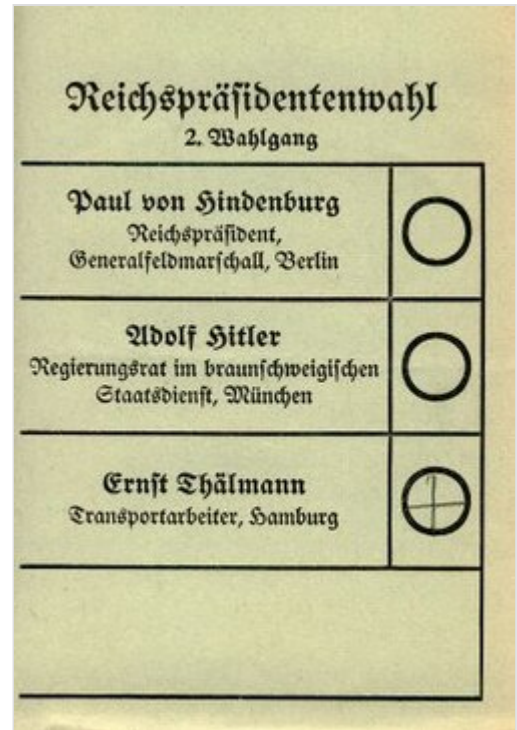 Reichspräsidentenwahl
2. Wahlgang
Paul von Hindenburg
Reichspräsident,
Generalfeldmarschall, Berlin
Adolf Hitler
Regierungsrat im braunschweigischen
Staatsdienst, München
Ernst Thälmann
Transportarbeiter, Hamburg